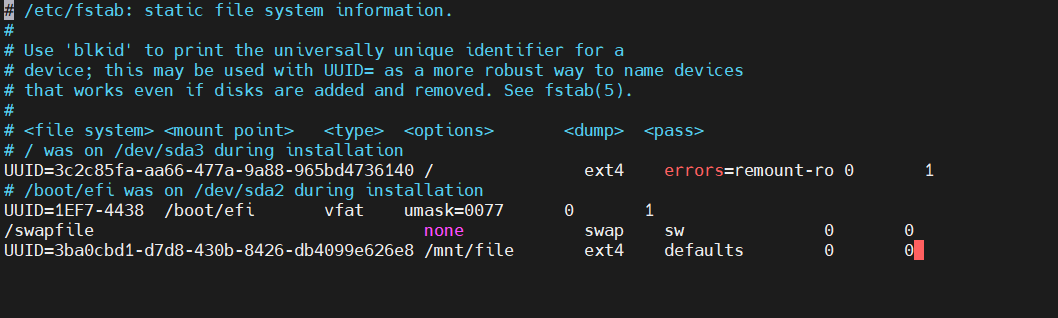 # /etc/fstab: static file system information.
#
# Use 'blkid' to print the universally unique identifier for a
# device; this may be used with UUID= as a more robust way to name devices
# that works even if disks are added and removed. See fstab(5).
#
# <file system> <mount point>   <type>  <options>       <dump>  <pass>
# / was on /dev/sda3 during installation
UUID=3c2c85fa-aa66-477a-9a88-965bd4736140 /               ext4    errors=remount-ro 0       1
# /boot/efi was on /dev/sda2 during installation
UUID=1EF7-4438  /boot/efi       vfat    umask=0077      0       1
/swapfile                                 none            swap    sw              0       0
UUID=3ba0cbd1-d7d8-430b-8426-db4099e626e8 /mnt/file       ext4    defaults        0       0